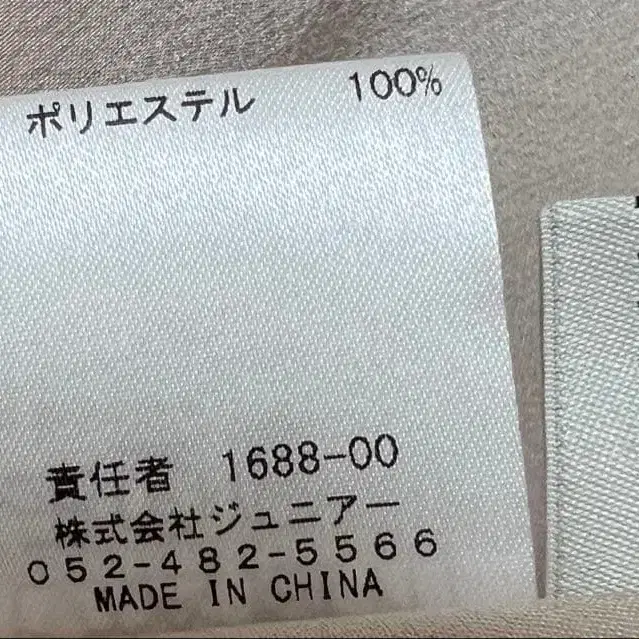 ポリエステル 100%
責任者 1688-00
株式会社ジュニアー
052-482-5566
MADE IN CHINA